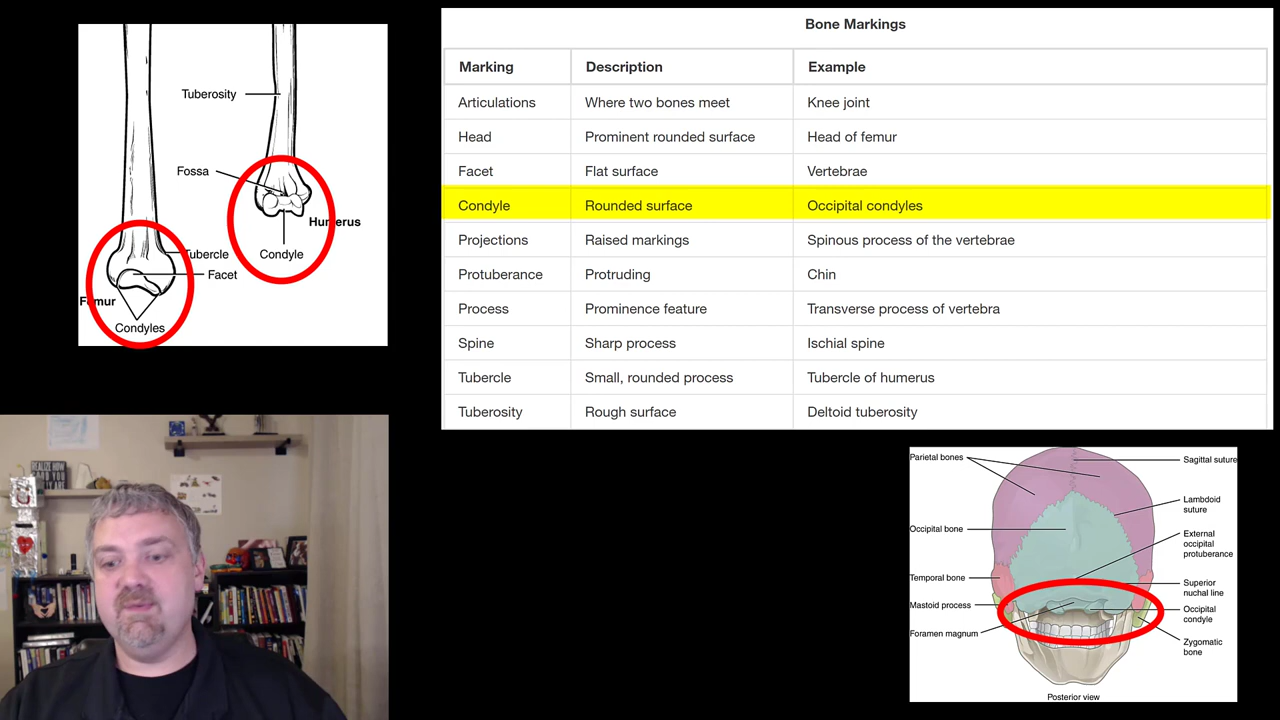 Tuberosity
Fossa
Humerus
Tubercle
Condyle
Facet
Femur
Condyles
Bone Markings
Marking Description Example
Articulations Where two bones meet Knee joint
Head Prominent rounded surface Head of femur
Facet Flat surface Vertebrae
Condyle Rounded surface Occipital condyles
Projections Raised markings Spinous process of the vertebrae
Protuberance Protruding Chin
Process Prominence feature Transverse process of vertebra
Spine Sharp process Ischial spine
Tubercle Small, rounded process Tubercle of humerus
Tuberosity Rough surface Deltoid tuberosity
REALIZE HOW
GOOD YOU
Parietal bones
Sagittal suture
Lambdoid
suture
Occipital bone
External
occipital
protuberance
Temporal bone
Superior
nuchal line
Mastoid process
Occipital
condyle
Foramen magnum
Zygomatic
bone
Posterior view